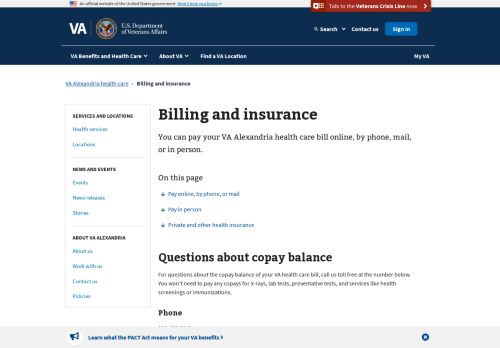 An official website of the United States government Here's how you know
Talk to the Veterans Crisis Line now
VA
U.S. Department
of Veterans Affairs
Search
Contact us
Sign in
VA Benefits and Health Care
About VA
Find a VA Location
My VA
VA Alexandria health care › Billing and insurance
SERVICES AND LOCATIONS
Health services
Locations
NEWS AND EVENTS
Events
News releases
Stories
ABOUT VA ALEXANDRIA
About us
Work with us
Contact us
Policies
Billing and insurance
You can pay your VA Alexandria health care bill online, by phone, mail,
or in person.
On this page
Pay online, by phone, or mail
Pay in person
Private and other health insurance
Questions about copay balance
For questions about the copay balance of your VA health care bill, call us toll free at the number below.
You won't need to pay any copays for X-rays, lab tests, preventative tests, and services like health
screenings or immunizations.
Phone
Learn what the PACT Act means for your VA benefits